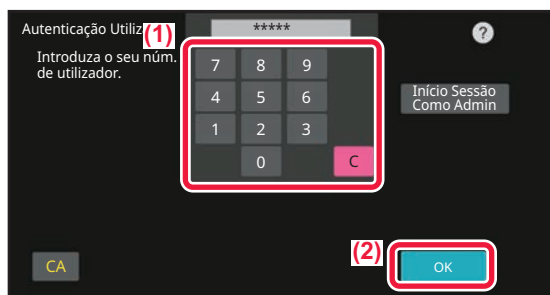 Autenticação Utiliz
(1)
*****
?
Introduza o seu núm.
de utilizador.
7 8 9
4 5 6
1 2 3
0 C
Início Sessão
Como Admin
(2)
CA
OK